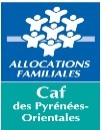 ALLOCATIONS
FAMILIALES
Caf
des Pyrénées-
Orientales